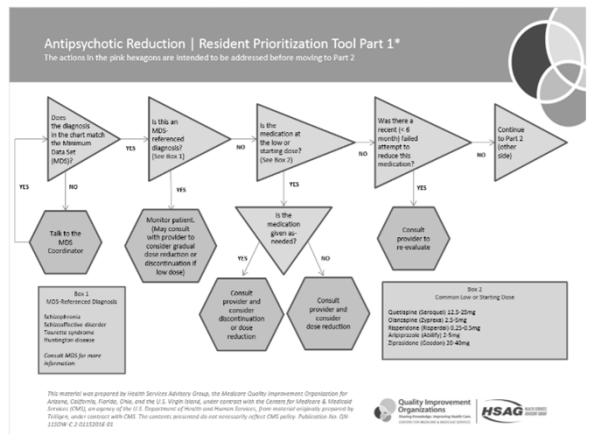 Antipsychotic Reduction | Resident Prioritization Tool Part 1*
The actions in the pink hexagons are intended to be addressed before moving to Part 2
Does
the diagnosis
in the chart match
the Minimum
Data Set
(MDS)?
YES
Is this an
MDS-
referenced
diagnosis?
(See Box 1)
NO
Is the
medication
at the low or
starting dose?
(See Box 2)
NO
Was there a
recent (< 6
month) failed
attempt to
reduce this
medication?
NO
Continue
to Part 2
(other
side)
YES
NO
YES
YES
YES
Talk to the
MDS
Coordinator
Monitor patient.
(May consult
with provider to
consider gradual
dose reduction or
discontinuation if
low dose)
Is the
medication
given as-
needed?
Consult
provider to
re-evaluate
YES
NO
Consult
provider and
consider
discontinuation
or dose
reduction
Consult
provider and
consider
dose reduction
Box 1
MDS-Referenced Diagnosis
Schizophrenia
Schizoaffective disorder
Tourette syndrome
Huntington disease
Consult MDS for more
information
Box 2
Common Low or Starting Dose
Quetiapine (Seroquel) 12.5-25mg
Olanzapine (Zyprexa) 2.5-5mg
Risperidone (Risperdal) 0.25-0.5mg
Aripiprazole (Abilify) 2-5mg
Ziprasidone (Geodon) 20-40mg
This material was prepared by Health Services Advisory Group, the Medicare Quality Improvement Organization for
Arizona, California, Florida, Ohio, and the U.S. Virgin Island, under contract with the Centers for Medicare & Medicaid
Services (CMS), an agency of the U.S. Department of Health and Human Services, from material originally prepared by
Telligen, under contract with CMS. The contents presented do not necessarily reflect CMS policy. Publication No. QN-
11SOW-C.2-01152016-01
Quality Improvement
Organizations
Sharing Knowledge. Improving Health Care.
CENTERS FOR MEDICARE & MEDICAID SERVICES
HSAG
HEALTH SERVICES
ADVISORY GROUP